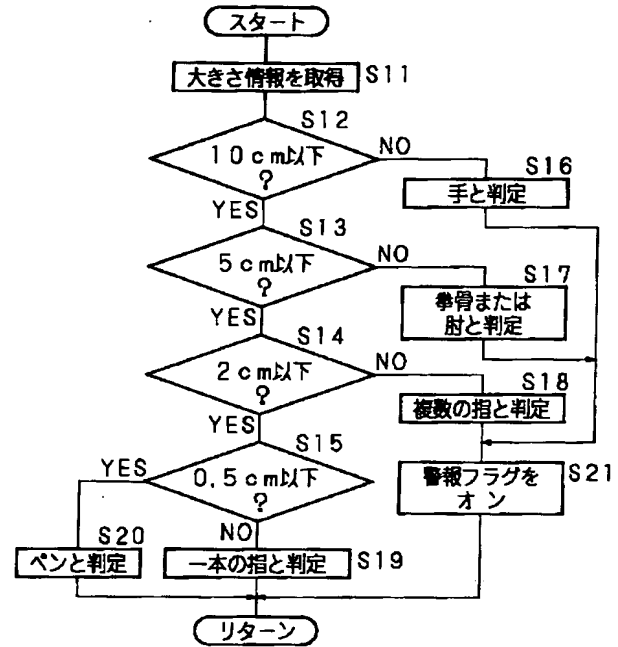 スタート
大きさ情報を取得
S11
S12
10cm以下
?
NO
YES
S16
手と判定
S13
5cm以下
?
NO
YES
S17
拳骨または
肘と判定
S14
2cm以下
?
NO
YES
S18
複数の指と判定
S15
0.5cm以下
?
YES
NO
S21
警報フラグを
オン
S20
ペンと判定
一本の指と判定
S19
リターン